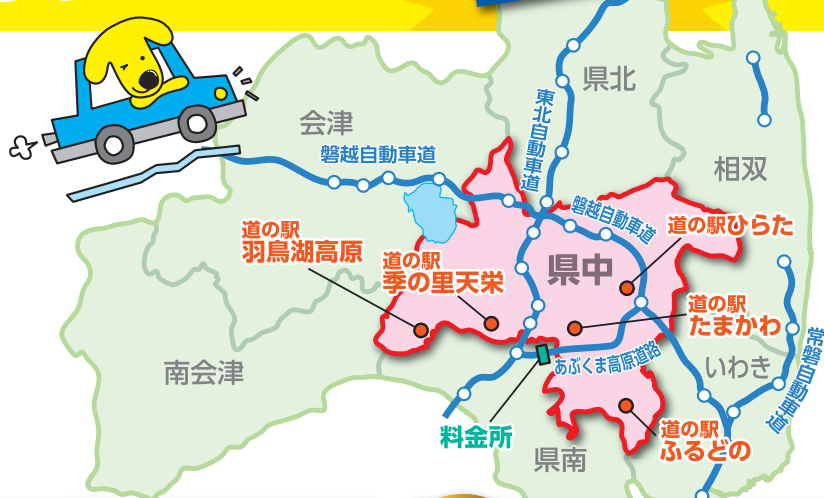 県北
会津
東北自動車道
磐越自動車道
相双
磐越自動車道
道の駅ひらた
道の駅
羽鳥湖高原
道の駅
季の里天栄
県中
道の駅
たまかわ
あぶくま高原道路
いわき
常磐自動車道
南会津
料金所
道の駅
ふるどの
県南